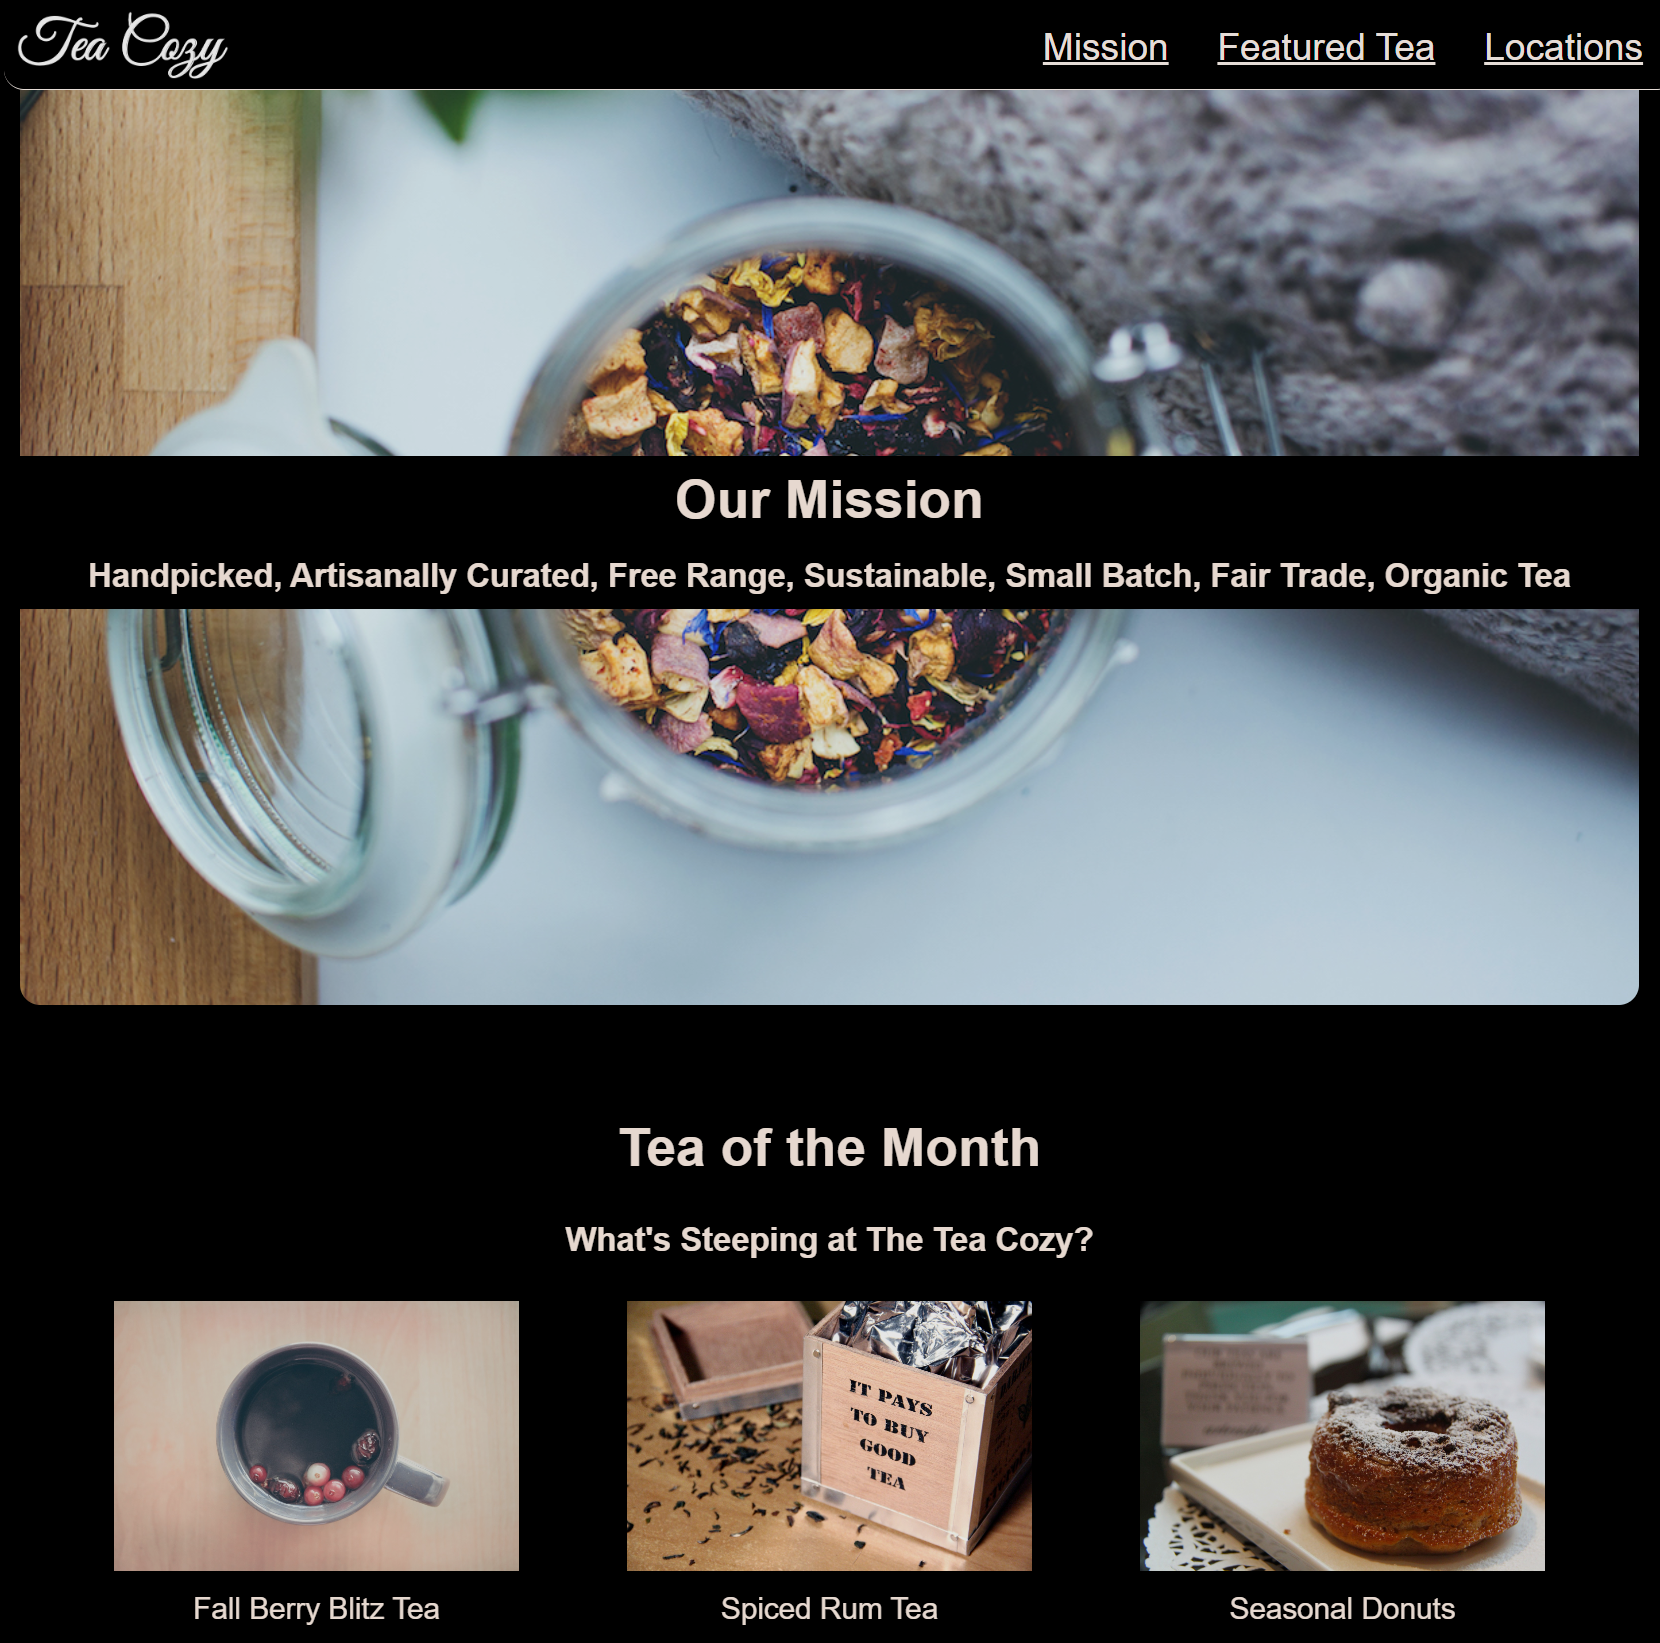 Tea Cozy
Mission Featured Tea Locations
Our Mission
Handpicked, Artisanally Curated, Free Range, Sustainable, Small Batch, Fair Trade, Organic Tea
Tea of the Month
What's Steeping at The Tea Cozy?
IT PAYS
TO BUY
GOOD
TEA
Fall Berry Blitz Tea
Spiced Rum Tea
Seasonal Donuts